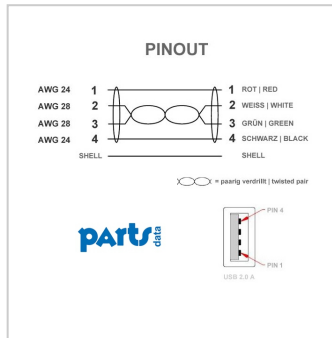 PINOUT
AWG 24 1 1 ROT | RED
AWG 28 2 2 WEISS | WHITE
AWG 28 3 3 GRÜN | GREEN
AWG 24 4 4 SCHWARZ | BLACK
SHELL SHELL
= paarig verdrillt | twisted pair
PIN 4
parts data
PIN 1
USB 2.0 A